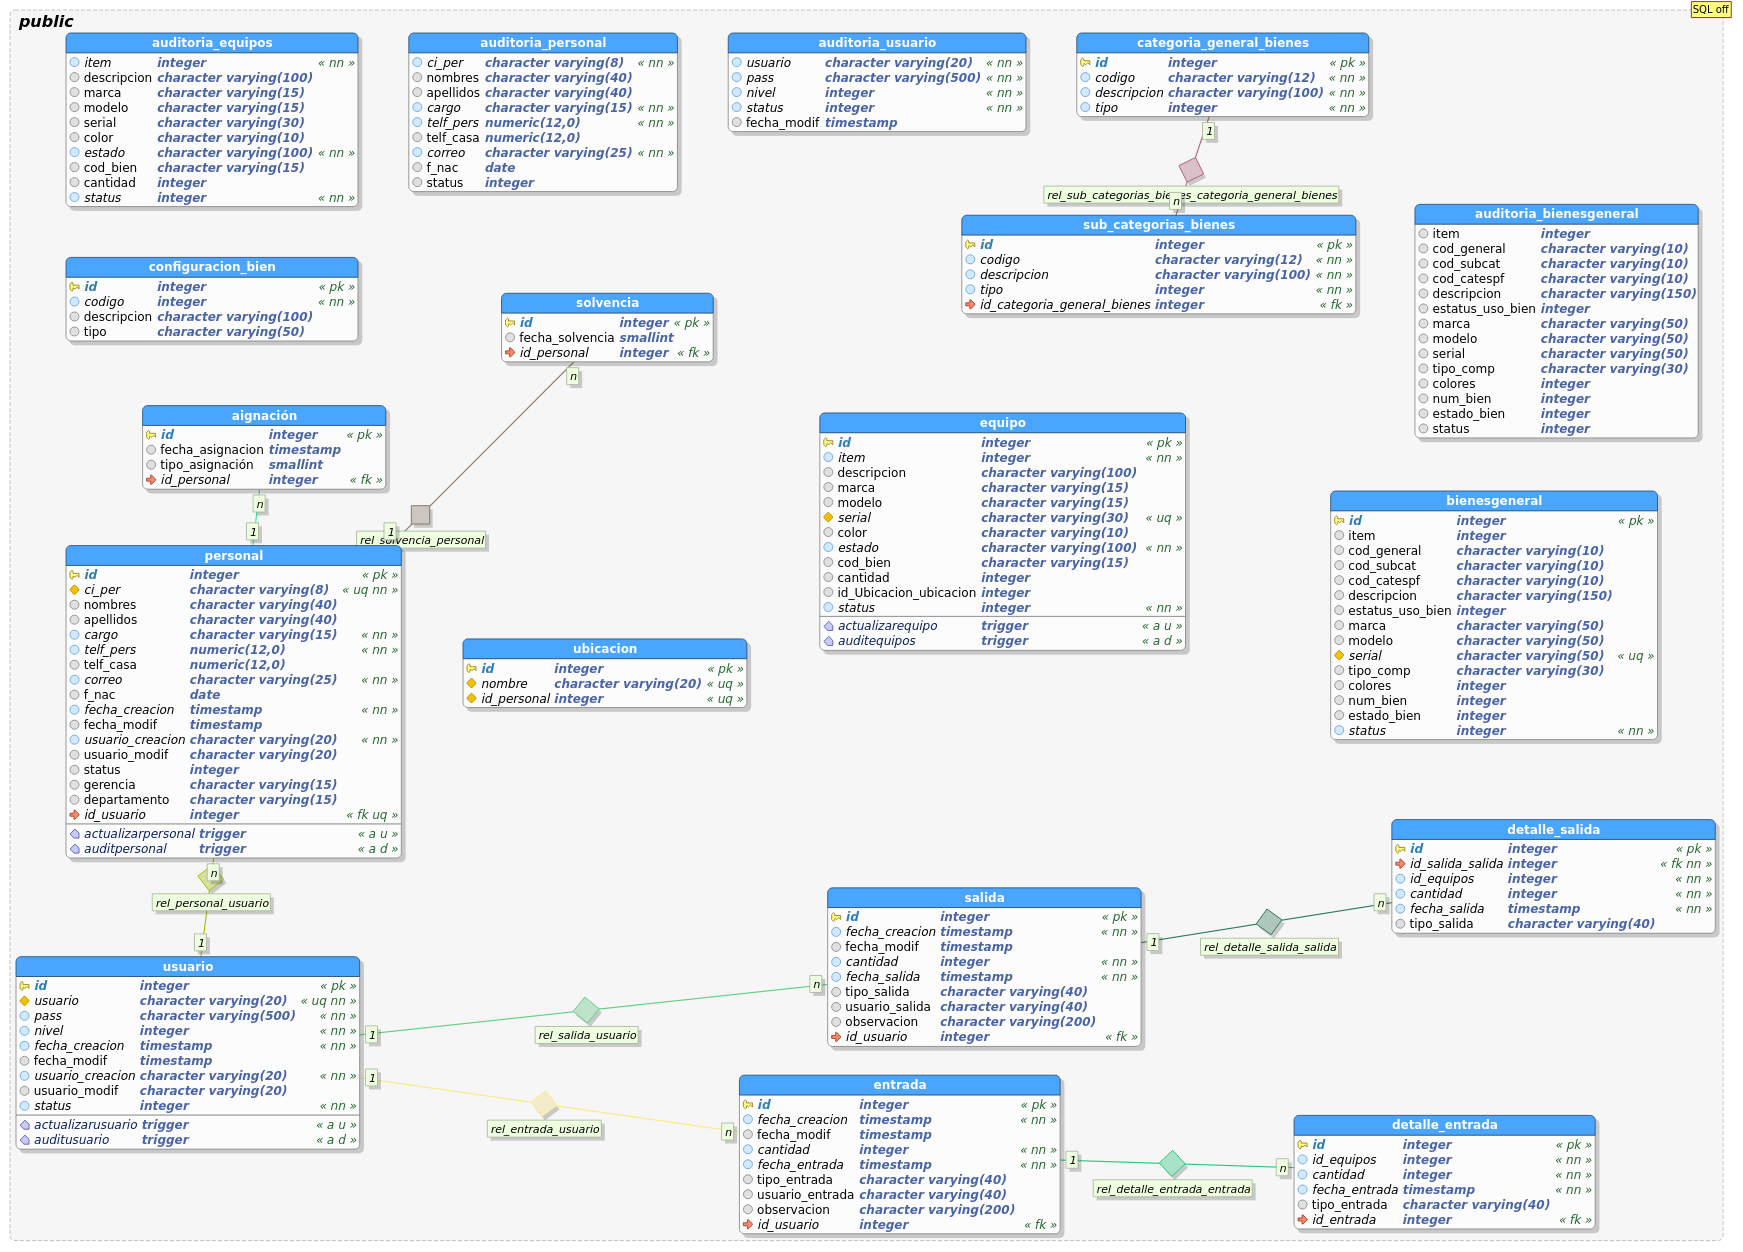 public
SQL off
auditoria_equipos
item integer « nn »
descripcion character varying(100)
marca character varying(15)
modelo character varying(15)
serial character varying(30)
color character varying(10)
estado character varying(100) « nn »
cod_bien character varying(15)
cantidad integer
status integer « nn »
auditoria_personal
ci_per character varying(8) « nn »
nombres character varying(40)
apellidos character varying(40)
cargo character varying(15) « nn »
telf_pers numeric(12,0) « nn »
telf_casa numeric(12,0)
correo character varying(25) « nn »
f_nac date
status integer
auditoria_usuario
usuario character varying(20) « nn »
pass character varying(500) « nn »
nivel integer « nn »
status integer « nn »
fecha_modif timestamp
categoria_general_bienes
id integer « pk »
codigo character varying(12) « nn »
descripcion character varying(100) « nn »
tipo integer « nn »
1
rel_sub_categorias_bienes_categoria_general_bienes
n
sub_categorias_bienes
id integer « pk »
codigo character varying(12) « nn »
descripcion character varying(100) « nn »
tipo integer « nn »
id_categoria_general_bienes integer « fk »
auditoria_bienesgeneral
item integer
cod_general character varying(10)
cod_subcat character varying(10)
cod_catespf character varying(10)
descripcion character varying(150)
estatus_uso_bien integer
marca character varying(50)
modelo character varying(50)
serial character varying(50)
tipo_comp character varying(30)
colores integer
num_bien integer
estado_bien integer
status integer
configuracion_bien
id integer « pk »
codigo integer « nn »
descripcion character varying(100)
tipo character varying(50)
solvencia
id integer « pk »
fecha_solvencia smallint
id_personal integer « fk »
n
1
rel_solvencia_personal
aignación
id integer « pk »
fecha_asignacion timestamp
tipo_asignación smallint
id_personal integer « fk »
n
1
equipo
id integer « pk »
item integer « nn »
descripcion character varying(100)
marca character varying(15)
modelo character varying(15)
serial character varying(30) « uq »
color character varying(10)
estado character varying(100) « nn »
cod_bien character varying(15)
cantidad integer
id_Ubicacion_ubicacion integer
status integer « nn »
actualizarequipo trigger « a u »
auditequipos trigger « a d »
bienesgeneral
id integer « pk »
item integer
cod_general character varying(10)
cod_subcat character varying(10)
cod_catespf character varying(10)
descripcion character varying(150)
estatus_uso_bien integer
marca character varying(50)
modelo character varying(50)
serial character varying(50) « uq »
tipo_comp character varying(30)
colores integer
num_bien integer
estado_bien integer
status integer « nn »
personal
id integer « pk »
ci_per character varying(8) « uq nn »
nombres character varying(40)
apellidos character varying(40)
cargo character varying(15) « nn »
telf_pers numeric(12,0) « nn »
telf_casa numeric(12,0)
correo character varying(25) « nn »
f_nac date
fecha_creacion timestamp « nn »
fecha_modif timestamp
usuario_creacion character varying(20) « nn »
usuario_modif character varying(20)
status integer
gerencia character varying(15)
departamento character varying(15)
id_usuario integer « fk uq »
actualizarpersonal trigger « a u »
auditpersonal trigger « a d »
ubicacion
id integer « pk »
nombre character varying(20) « uq »
id_personal integer « uq »
n
rel_personal_usuario
1
usuario
id integer « pk »
usuario character varying(20) « uq nn »
pass character varying(500) « nn »
nivel integer « nn »
fecha_creacion timestamp « nn »
fecha_modif timestamp
usuario_creacion character varying(20) « nn »
usuario_modif character varying(20)
status integer « nn »
actualizarusuario trigger « a u »
auditusuario trigger « a d »
1
rel_salida_usuario
n
salida
id integer « pk »
fecha_creacion timestamp « nn »
fecha_modif timestamp
cantidad integer « nn »
fecha_salida timestamp « nn »
tipo_salida character varying(40)
usuario_salida character varying(40)
observacion character varying(200)
id_usuario integer « fk »
1
rel_detalle_salida_salida
n
detalle_salida
id integer « pk »
id_salida_salida integer « fk nn »
id_equipos integer « nn »
cantidad integer « nn »
fecha_salida timestamp « nn »
tipo_salida character varying(40)
1
rel_entrada_usuario
n
entrada
id integer « pk »
fecha_creacion timestamp « nn »
fecha_modif timestamp
cantidad integer « nn »
fecha_entrada timestamp « nn »
tipo_entrada character varying(40)
usuario_entrada character varying(40)
observacion character varying(200)
id_usuario integer « fk »
1
rel_detalle_entrada_entrada
n
detalle_entrada
id integer « pk »
id_equipos integer « nn »
cantidad integer « nn »
fecha_entrada timestamp « nn »
tipo_entrada character varying(40)
id_entrada integer « fk »